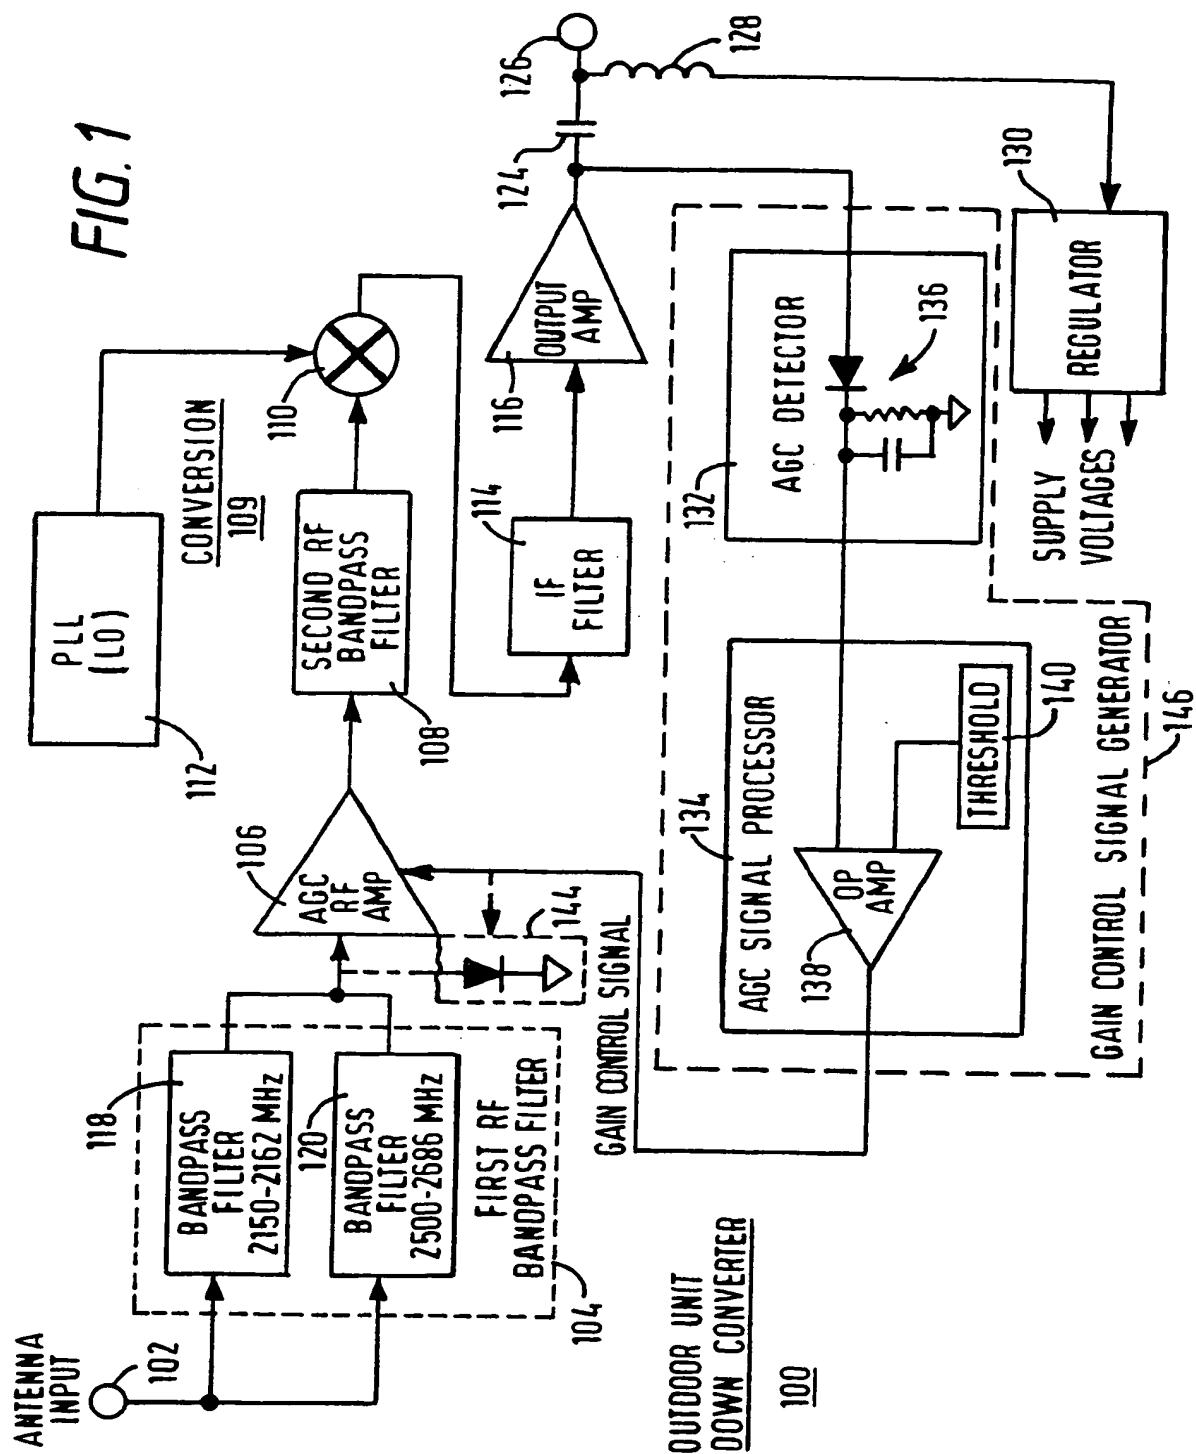 FIG. 1
ANTENNA
INPUT
102
118
BANDPASS
FILTER
2150-2162 MHz
120
BANDPASS
FILTER
2500-2686 MHz
FIRST RF
BANDPASS FILTER
104
106
AGC
RF
AMP
144
GAIN CONTROL SIGNAL
PLL
(LO)
112
CONVERSION
109
110
SECOND RF
BANDPASS
FILTER
108
114
IF
FILTER
116
OUTPUT
AMP
124
126
128
130
REGULATOR
SUPPLY
VOLTAGES
132
AGC DETECTOR
136
134
AGC SIGNAL PROCESSOR
138
OP
AMP
THRESHOLD
140
GAIN CONTROL SIGNAL GENERATOR
146
OUTDOOR UNIT
DOWN CONVERTER
100